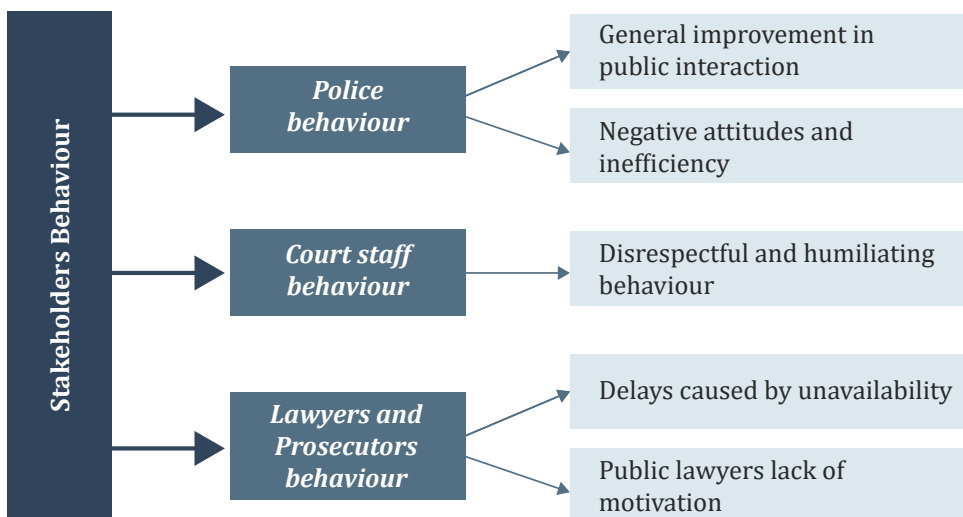 Stakeholders Behaviour
Police
behaviour
General improvement in
public interaction
Negative attitudes and
inefficiency
Court staff
behaviour
Disrespectful and humiliating
behaviour
Lawyers and
Prosecutors
behaviour
Delays caused by unavailability
Public lawyers lack of
motivation